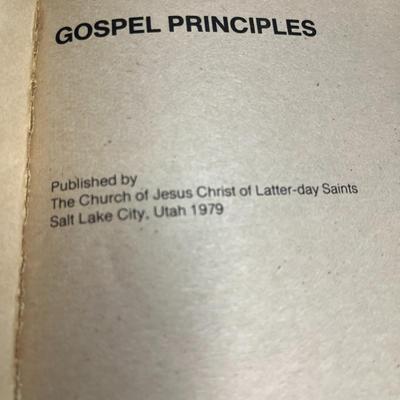 GOSPEL PRINCIPLES
Published by
The Church of Jesus Christ of Latter-day Saints
Salt Lake City, Utah 1979